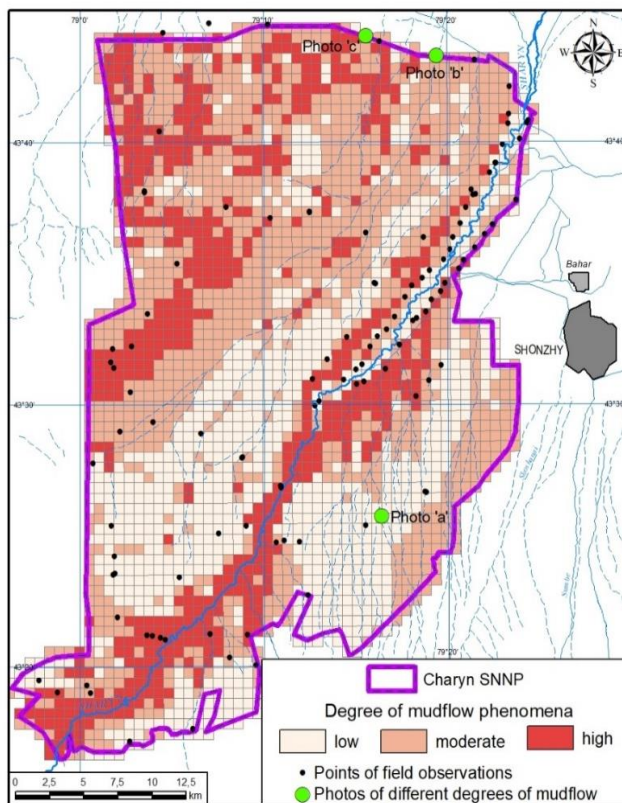 79°0' 79°10' 79°20'
Photo 'c'
Photo 'b'
SHARYN
N
W E
S
43°40' 43°40'
Bahar
SHONZHY
43°30' 43°30'
Photo 'a'
79°20'
SHARYN
Charyn SNNP
Degree of mudflow phenomena
low moderate high
Points of field observations
Photos of different degrees of mudflow
0 2,5 5 7,5 10 12,5
km